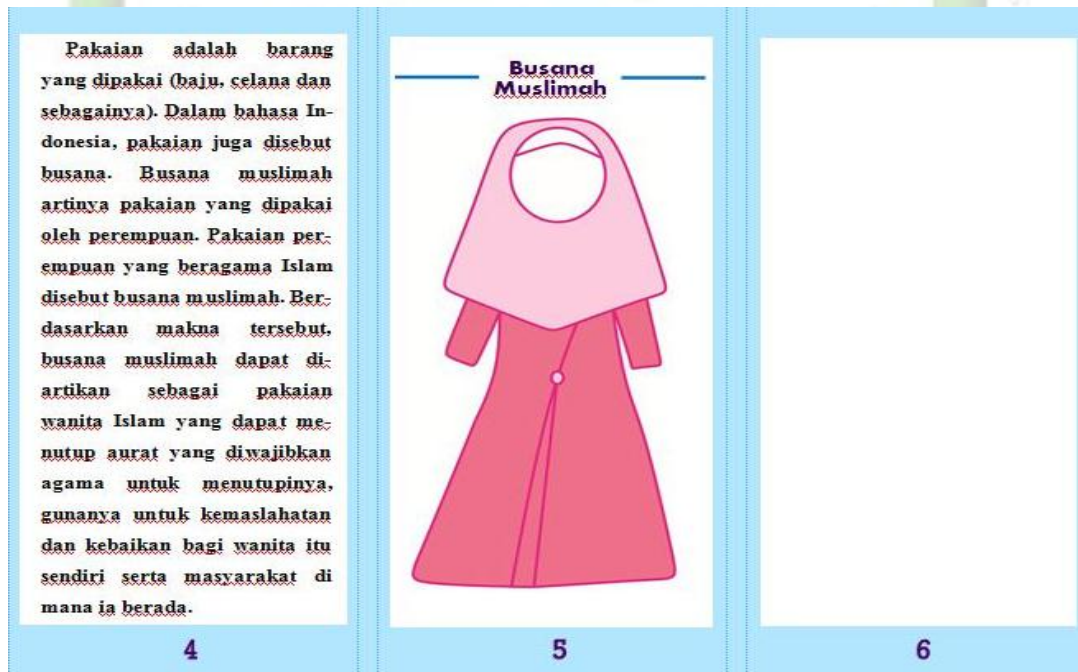 Pakaian adalah barang
yang dipakai (baju, celana dan
sebagainya). Dalam bahasa In-
donesia, pakaian juga disebut
busana. Busana muslimah
artinya pakaian yang dipakai
oleh perempuan. Pakaian per-
empuan yang beragama Islam
disebut busana muslimah. Ber-
dasarkan makna tersebut,
busana muslimah dapat di-
artikan sebagai pakaian
wanita Islam yang dapat me-
nutup aurat yang diwajibkan
agama untuk menutupinya,
gunanya untuk kemaslahatan
dan kebaikan bagi wanita itu
sendiri serta masyarakat di
mana ia berada.
4
Busana
Muslimah
5
6